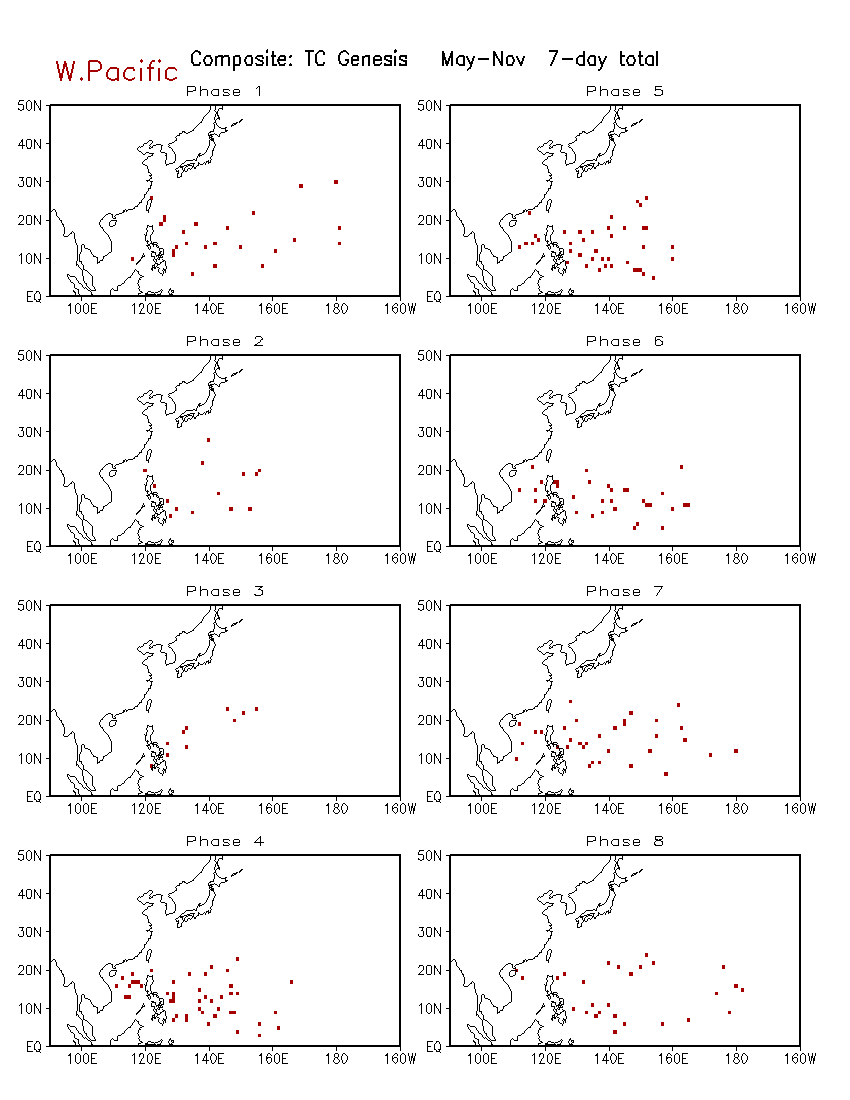 W.Pacific Composite: TC Genesis May-Nov 7-day total
Phase 1 Phase 5
50N 50N
40N 40N
30N 30N
20N 20N
10N 10N
EQ EQ
100E 120E 140E 160E 180 160W 100E 120E 140E 160E 180 160W
Phase 2 Phase 6
50N 50N
40N 40N
30N 30N
20N 20N
10N 10N
EQ EQ
100E 120E 140E 160E 180 160W 100E 120E 140E 160E 180 160W
Phase 3 Phase 7
50N 50N
40N 40N
30N 30N
20N 20N
10N 10N
EQ EQ
100E 120E 140E 160E 180 160W 100E 120E 140E 160E 180 160W
Phase 4 Phase 8
50N 50N
40N 40N
30N 30N
20N 20N
10N 10N
EQ EQ
100E 120E 140E 160E 180 160W 100E 120E 140E 160E 180 160W